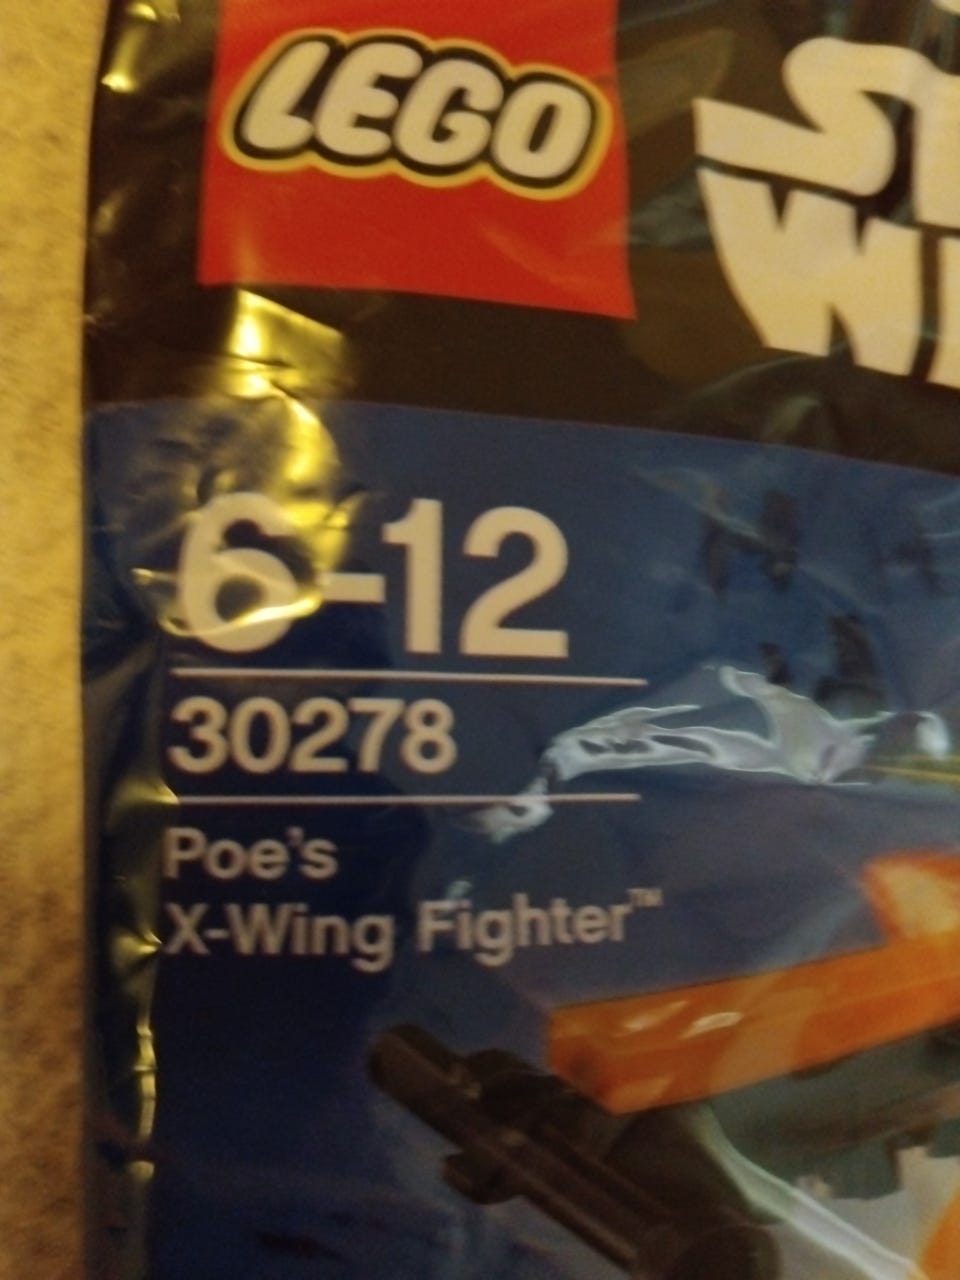 LEGO
6-12
30278
Poe's
X-Wing Fighter™